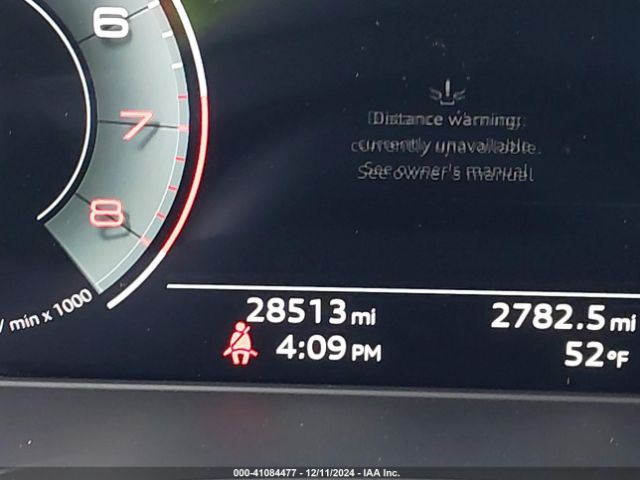 6
7
8
/ min x 1000
Distance warning:
currently unavailable.
See owner's manual
28513 mi
2782.5 mi
4:09 PM
52 °F
000-41084477 - 12/11/2024 - IAA Inc.